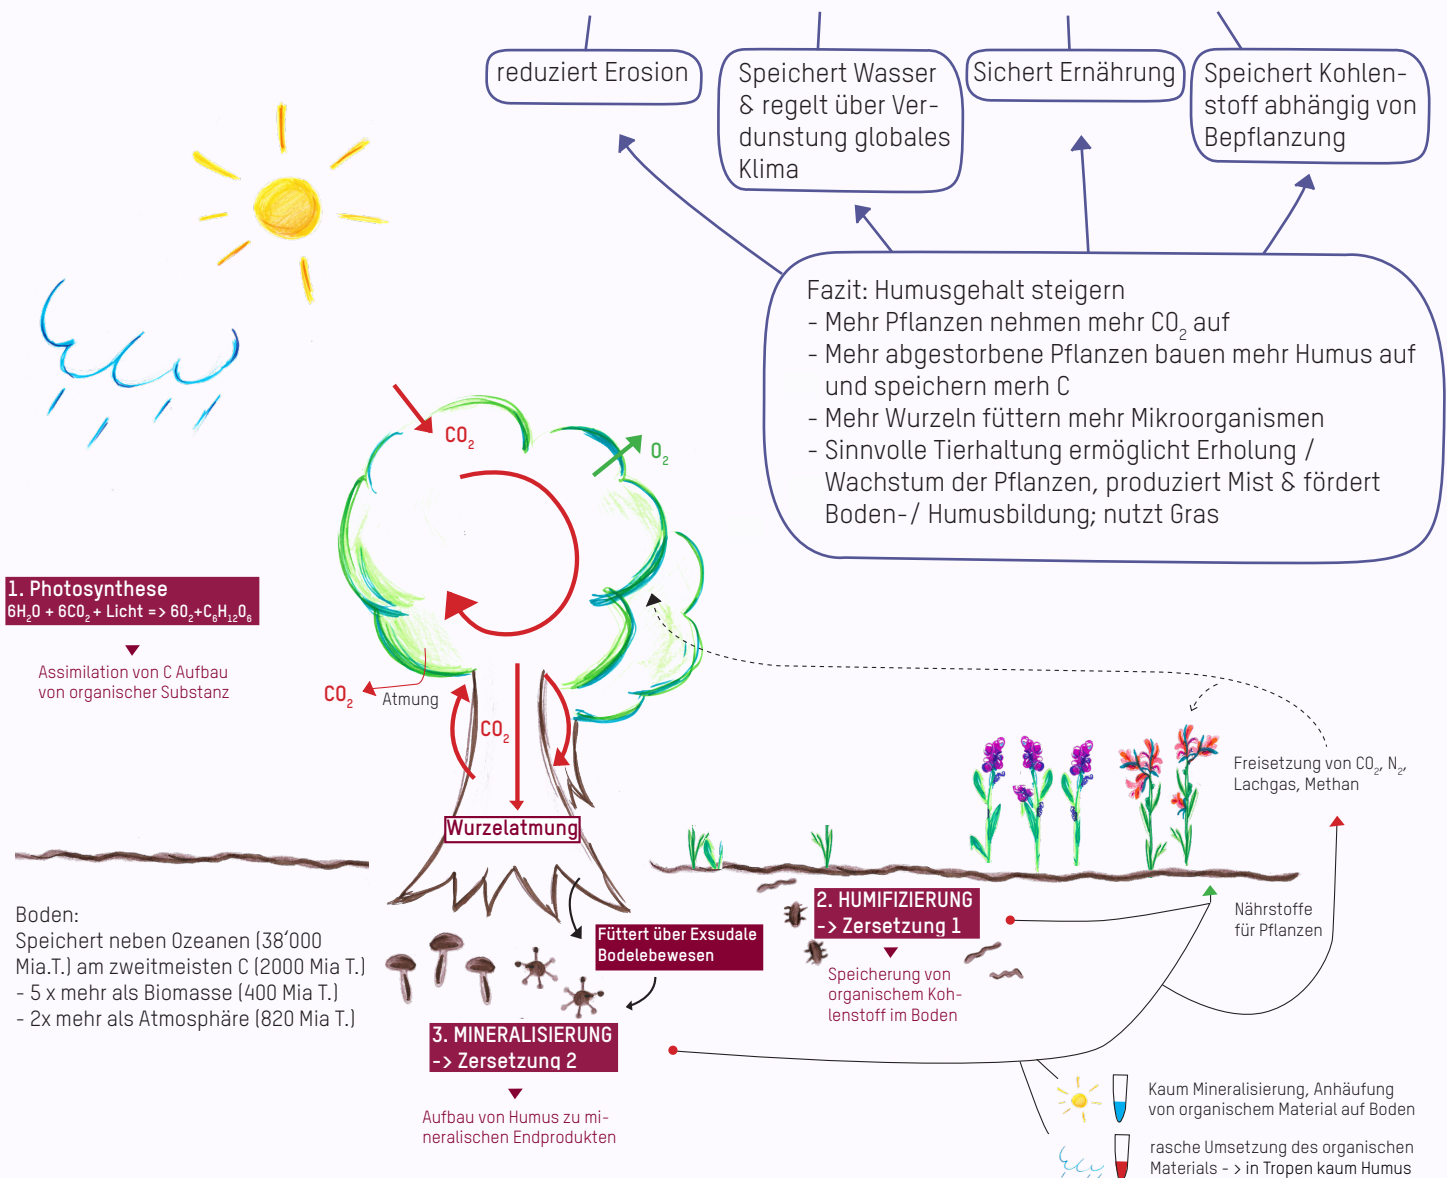 reduziert Erosion
Speichert Wasser
& regelt über Ver-
dunstung globales
Klima
Sichert Ernährung
Speichert Kohlen-
stoff abhängig von
Bepflanzung
Fazit: Humusgehalt steigern
- Mehr Pflanzen nehmen mehr CO₂ auf
- Mehr abgestorbene Pflanzen bauen mehr Humus auf
und speichern merh C
- Mehr Wurzeln füttern mehr Mikroorganismen
- Sinnvolle Tierhaltung ermöglicht Erholung /
Wachstum der Pflanzen, produziert Mist & fördert
Boden-/ Humusbildung; nutzt Gras
CO₂
O₂
1. Photosynthese
6H₂O + 6CO₂ + Licht => 6O₂+C₆H₁₂O₆
Assimilation von C Aufbau
von organischer Substanz
CO₂
Atmung
CO₂
Wurzelatmung
Freisetzung von CO₂, N₂,
Lachgas, Methan
Boden:
Speichert neben Ozeanen (38'000
Mia.T.) am zweitmeisten C (2000 Mia T.)
- 5 x mehr als Biomasse (400 Mia T.)
- 2x mehr als Atmosphäre (820 Mia T.)
Füttert über Exsudale
Bodelebewesen
2. HUMIFIZIERUNG
-> Zersetzung 1
Speicherung von
organischem Koh-
lenstoff im Boden
Nährstoffe
für Pflanzen
3. MINERALISIERUNG
-> Zersetzung 2
Aufbau von Humus zu mi-
neralischen Endprodukten
Kaum Mineralisierung, Anhäufung
von organischem Material auf Boden
rasche Umsetzung des organischen
Materials - > in Tropen kaum Humus